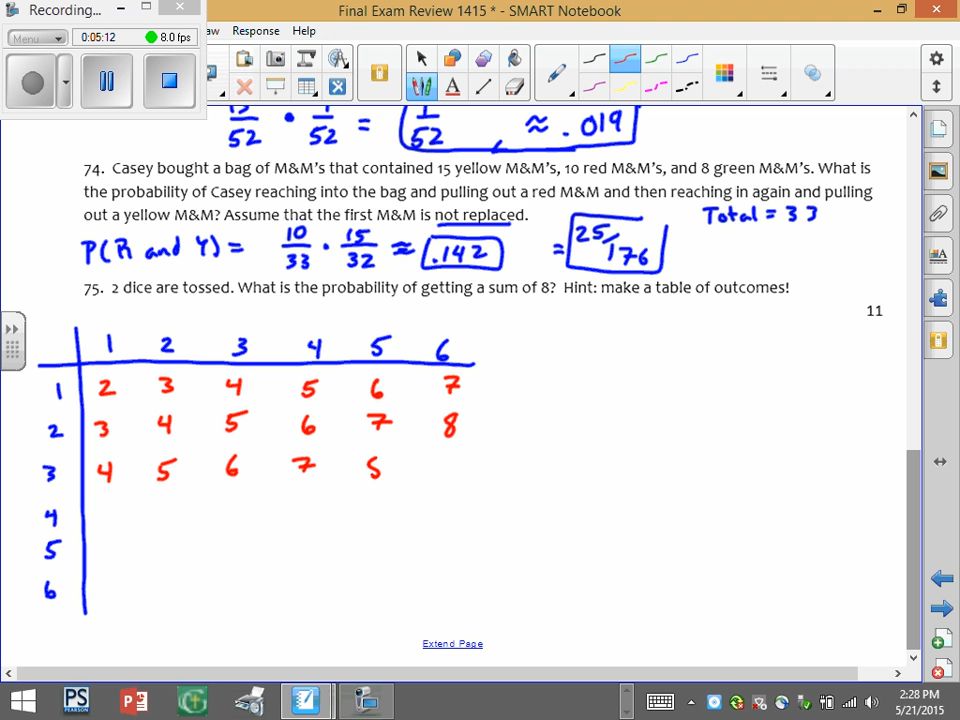 Recording...
Final Exam Review 1415 * - SMART Notebook
Menu
00:05:12
8.0 fps
aw Response Help
52 • 52 = 52 , ≈ .019
74. Casey bought a bag of M&M's that contained 15 yellow M&M's, 10 red M&M's, and 8 green M&M's. What is
the probability of Casey reaching into the bag and pulling out a red M&M and then reaching in again and pulling
out a yellow M&M? Assume that the first M&M is not replaced.
Total = 33
P(R and Y) = 10/33 • 15/32 ≈ .142 = 25/176
75. 2 dice are tossed. What is the probability of getting a sum of 8? Hint: make a table of outcomes!
11
1 2 3 4 5 6
1 2 3 4 5 6 7
2 3 4 5 6 7 8
3 4 5 6 7
4
5
6
Extend Page
PS
PEARSON
2:28 PM
5/21/2015